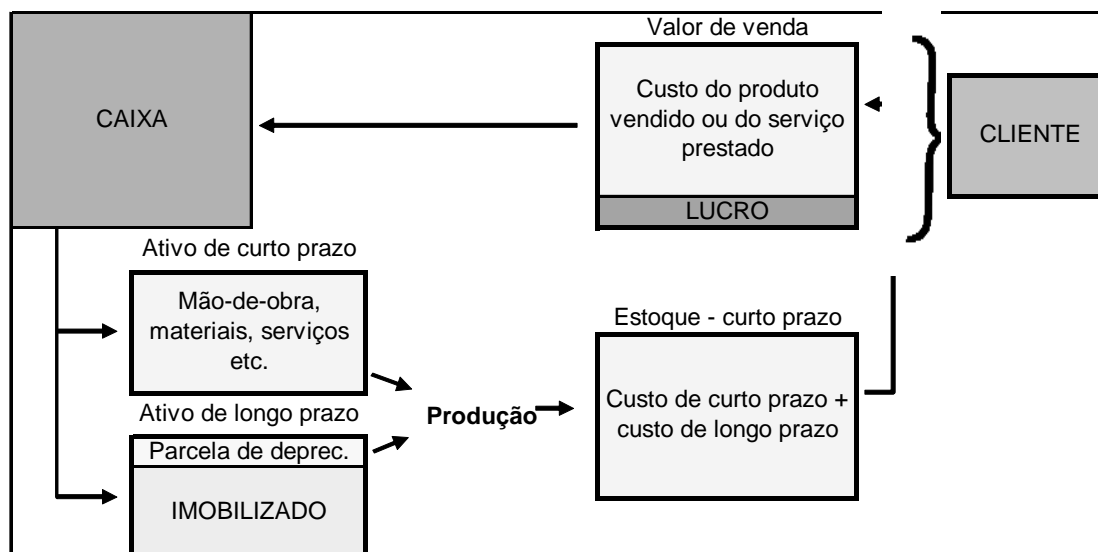 Valor de venda
CAIXA
Custo do produto
vendido ou do serviço
prestado
LUCRO
CLIENTE
Ativo de curto prazo
Mão-de-obra,
materiais, serviços
etc.
Ativo de longo prazo
Parcela de deprec.
IMOBILIZADO
Produção
Estoque - curto prazo
Custo de curto prazo +
custo de longo prazo